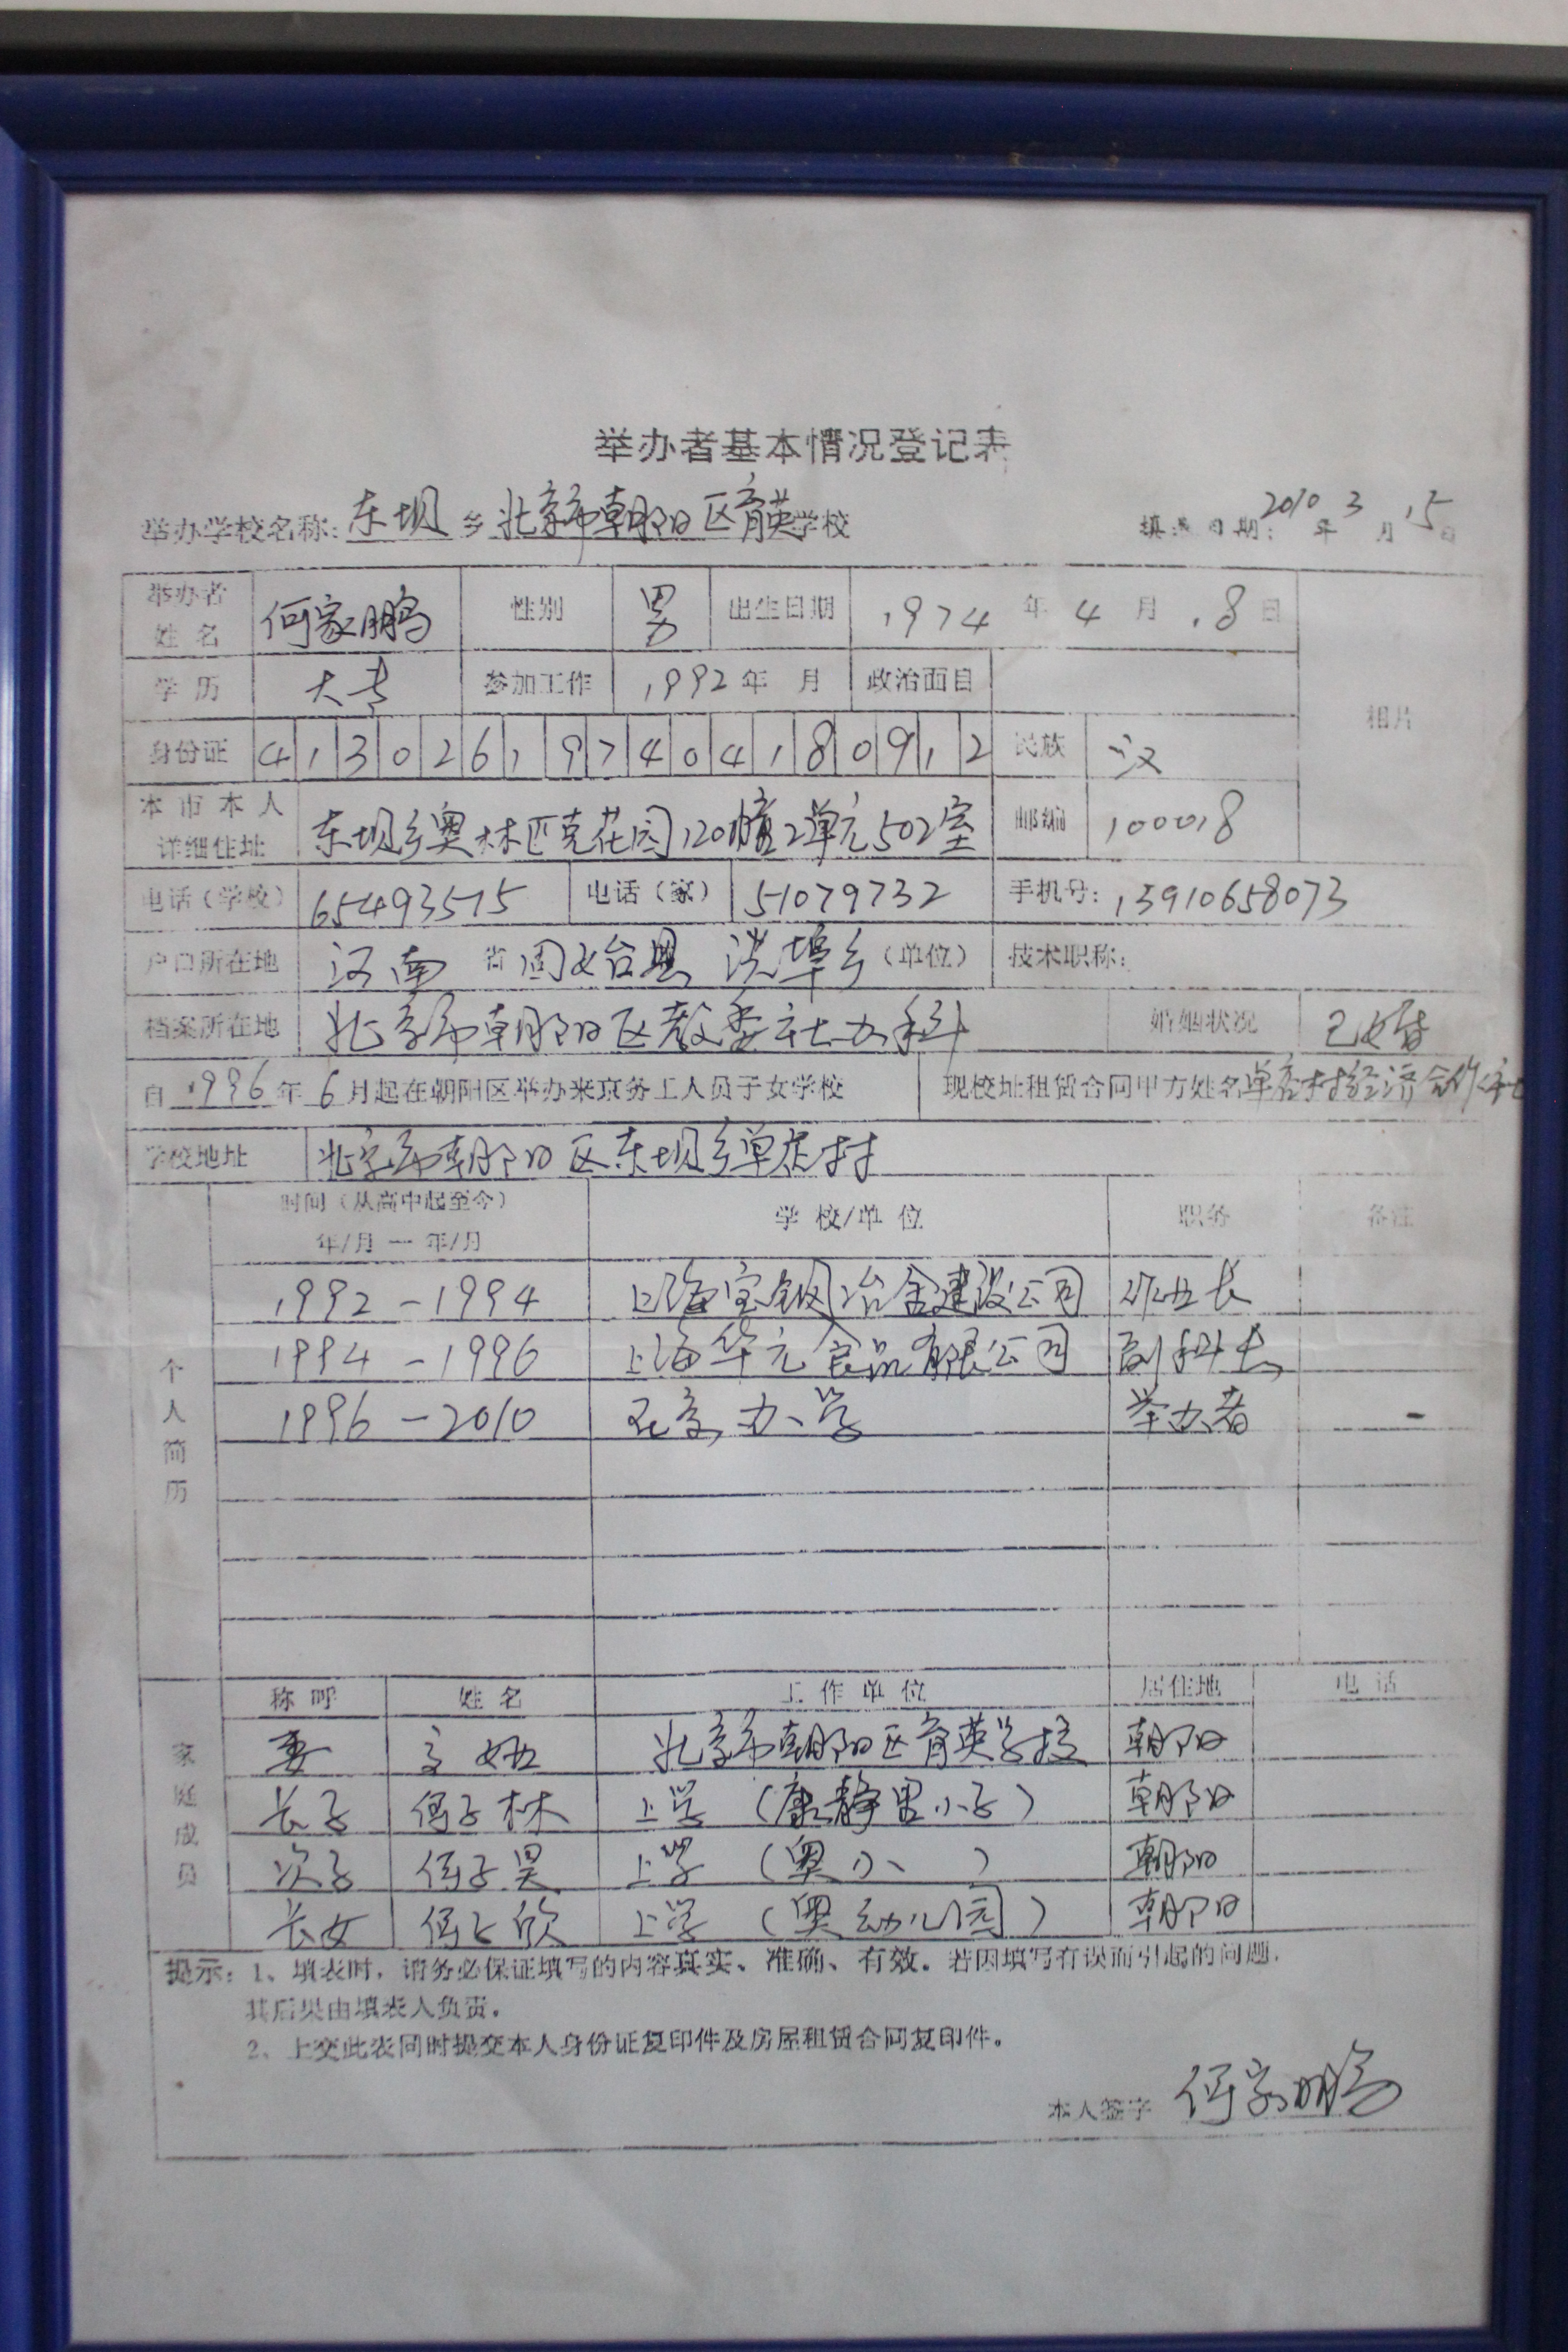 举办者基本情况登记表
举办学校名称：东坝 乡 北京市朝阳区育英学校 填表日期：2010年3月15日
举办者姓名 何家鹏 性别 男 出生日期 1974 年 4 月 18日 相片
学历 大专 参加工作 1992年 月 政治面目
身份证 413026197404180912 民族 汉
本市本人详细住址 东坝乡奥林匹克花园120幢2单元502室 邮编 100018
电话（学校） 65493575 电话（家） 51079732 手机号：13910658073
户口所在地 河南 省 固始县 洪埠乡（单位） 技术职称：
档案所在地 北京市朝阳区教委社办科 婚姻状况 已婚
自 1996 年 6 月起在朝阳区举办来京务工人员子女学校 现校址租赁合同甲方姓名 单店村经济合作社
学校地址 北京市朝阳区东坝乡单店村
个人简历
时间（从高中起至今） 年/月 — 年/月 学校/单位 职务 备注
1992 - 1994 上海宝钢冶金建设公司 班长
1994 - 1996 上海华元食品有限公司 副科长
1996 - 2010 在京办学 举办者
家庭成员
称呼 姓名 工作单位 居住地 电话
妻 北京市朝阳区育英学校 朝阳
长子 何子林 上学（康静里小学） 朝阳
次子 何子昊 上学（奥小 ） 朝阳
长女 上学（奥幼儿园） 朝阳
提示：1、填表时，请务必保证填写的内容真实、准确、有效。若因填写有误而引起的问题，
其后果由填表人负责。
2、上交此表同时提交本人身份证复印件及房屋租赁合同复印件。
本人签字 何家鹏